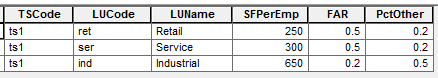 TSCode LUCode LUName SFPerEmp FAR PctOther
ts1 ret Retail 250 0.5 0.2
ts1 ser Service 300 0.5 0.2
ts1 ind Industrial 650 0.2 0.5